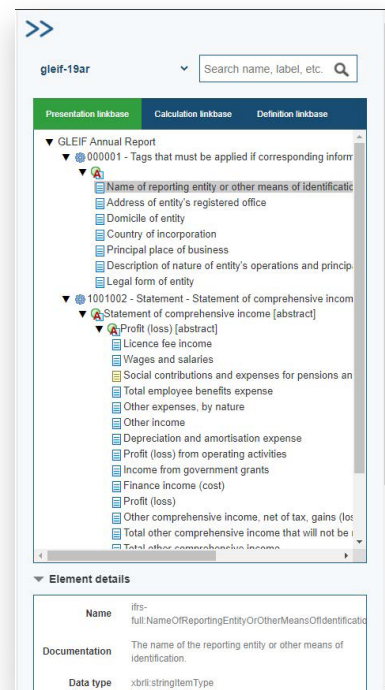 >>
gleif-19ar
Search name, label, etc.
Presentation linkbase Calculation linkbase Definition linkbase
GLEIF Annual Report
000001 - Tags that must be applied if corresponding inform
A
Name of reporting entity or other means of identificatio
Address of entity's registered office
Domicile of entity
Country of incorporation
Principal place of business
Description of nature of entity's operations and princip
Legal form of entity
1001002 - Statement - Statement of comprehensive incom
A Statement of comprehensive income [abstract]
A Profit (loss) [abstract]
Licence fee income
Wages and salaries
Social contributions and expenses for pensions an
Total employee benefits expense
Other expenses, by nature
Other income
Depreciation and amortisation expense
Profit (loss) from operating activities
Income from government grants
Finance income (cost)
Profit (loss)
Other comprehensive income, net of tax, gains (los
Total other comprehensive income that will not be
Total other comprehensive income
Element details
Name ifrs-
full:NameOfReportingEntityOrOtherMeansOfIdentificatio
Documentation The name of the reporting entity or other means of
identification.
Data type xbrli:stringItemType